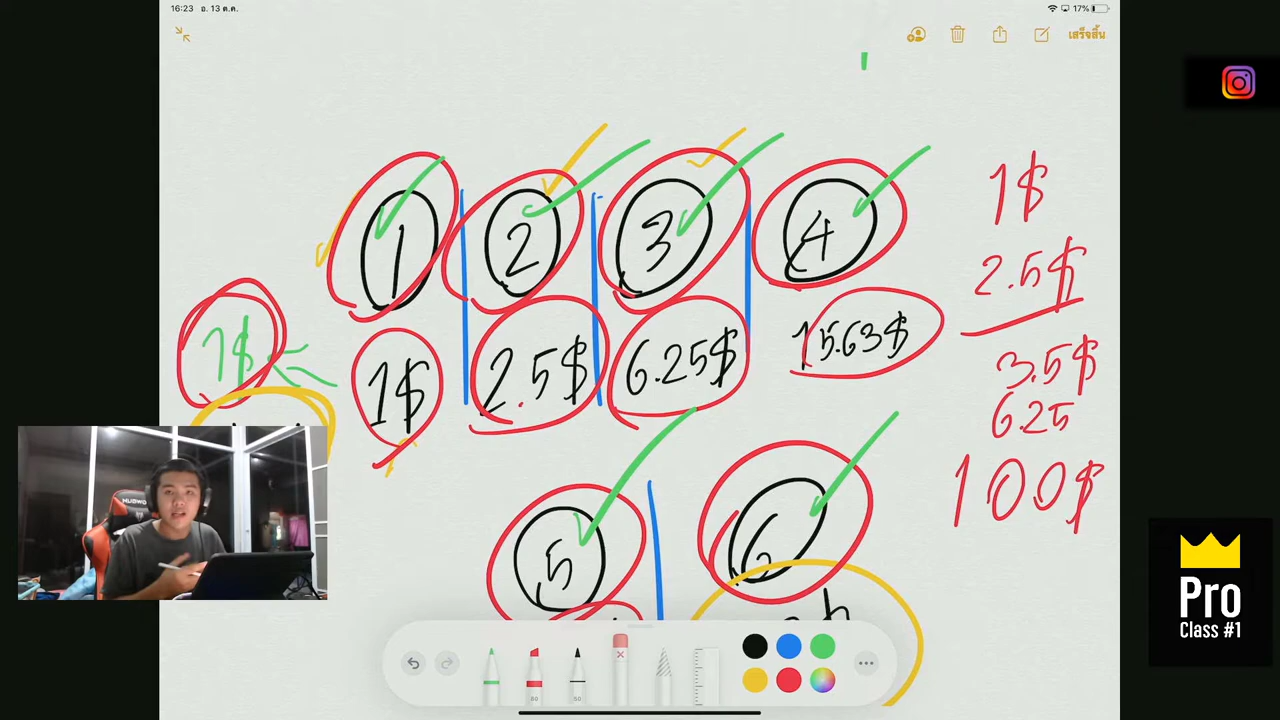 16:23 อ. 13 ต.ค.
17%
เสร็จสิ้น
1 2 3 4
1$
2.5$
3.5$
6.25
100$
1$
1$ 2.5$ 6.25$ 15.63$
5 6
80
50
Pro
Class #1